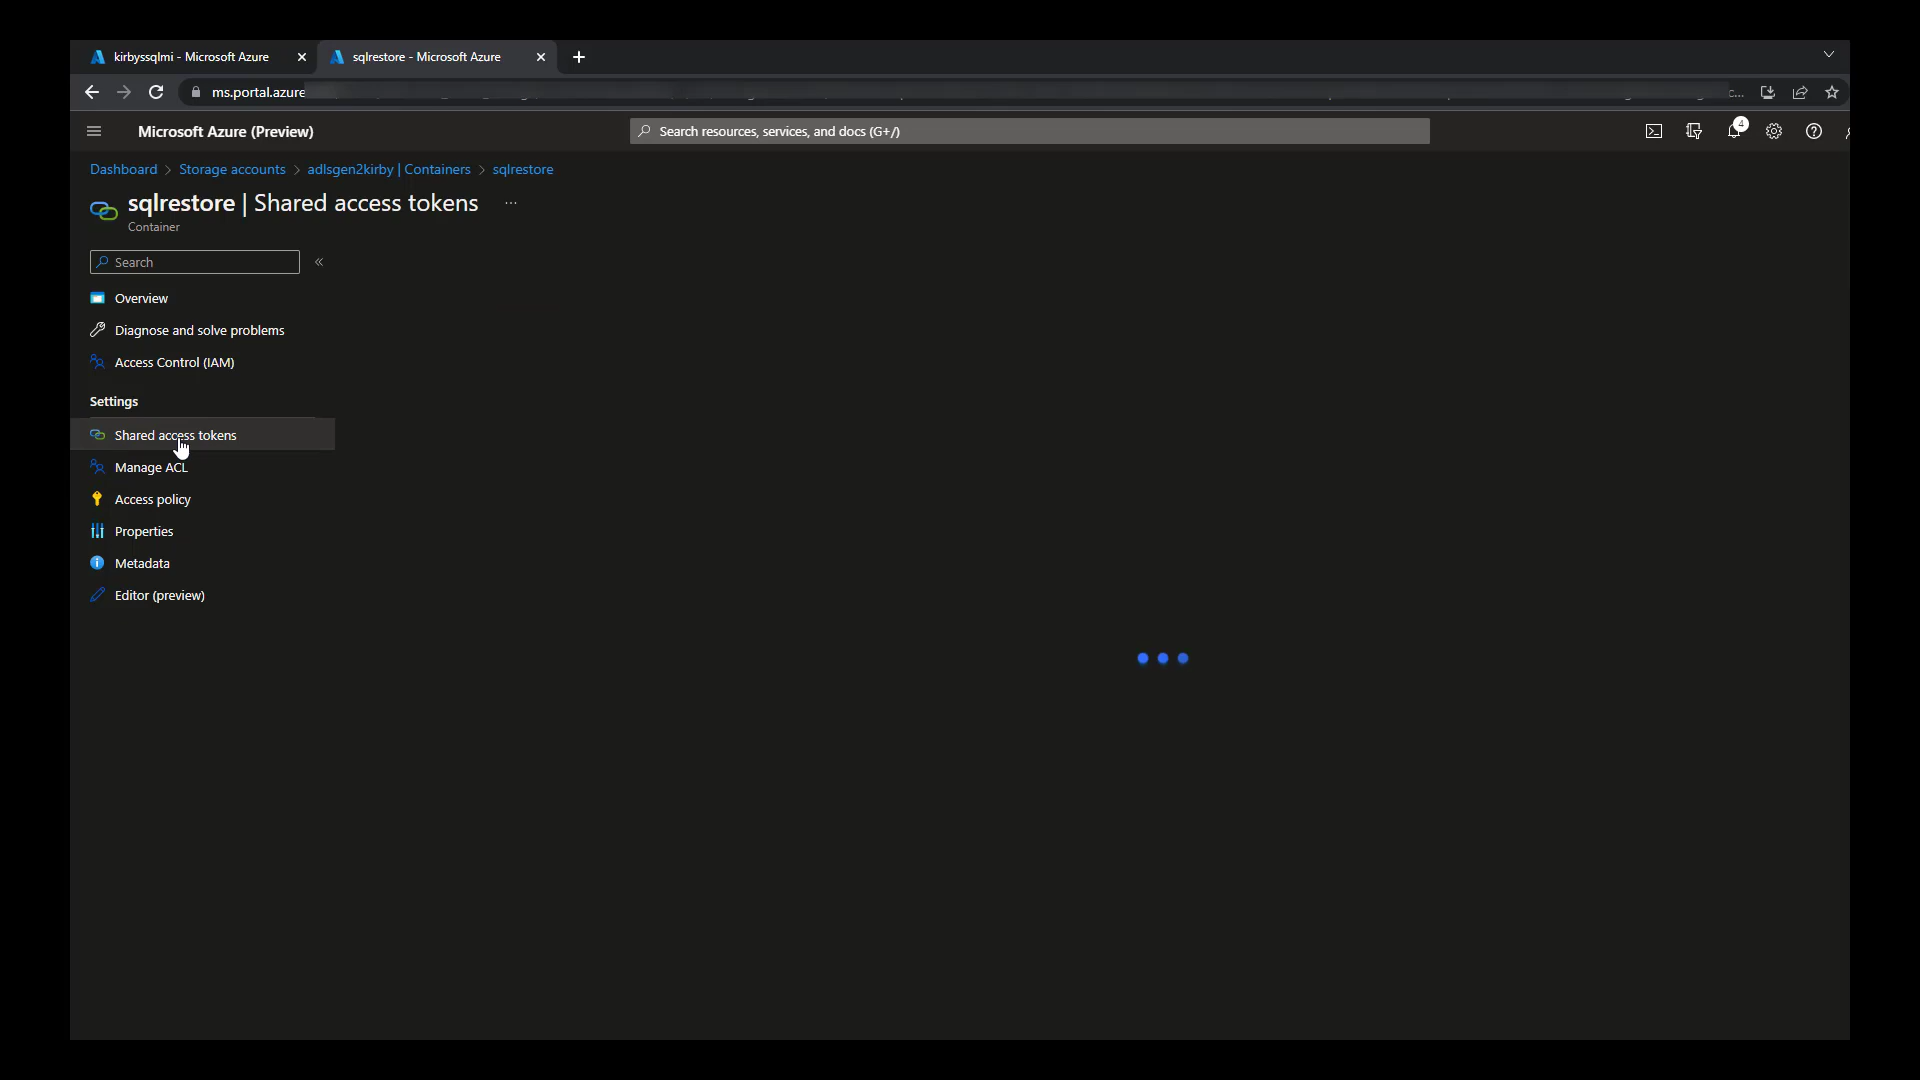 kirbyssqlmi - Microsoft Azure
sqlrestore - Microsoft Azure
ms.portal.azure
Microsoft Azure (Preview)
Search resources, services, and docs (G+/)
4
Dashboard > Storage accounts > adlsgen2kirby | Containers > sqlrestore
sqlrestore | Shared access tokens ...
Container
Search
Overview
Diagnose and solve problems
Access Control (IAM)
Settings
Shared access tokens
Manage ACL
Access policy
Properties
Metadata
Editor (preview)